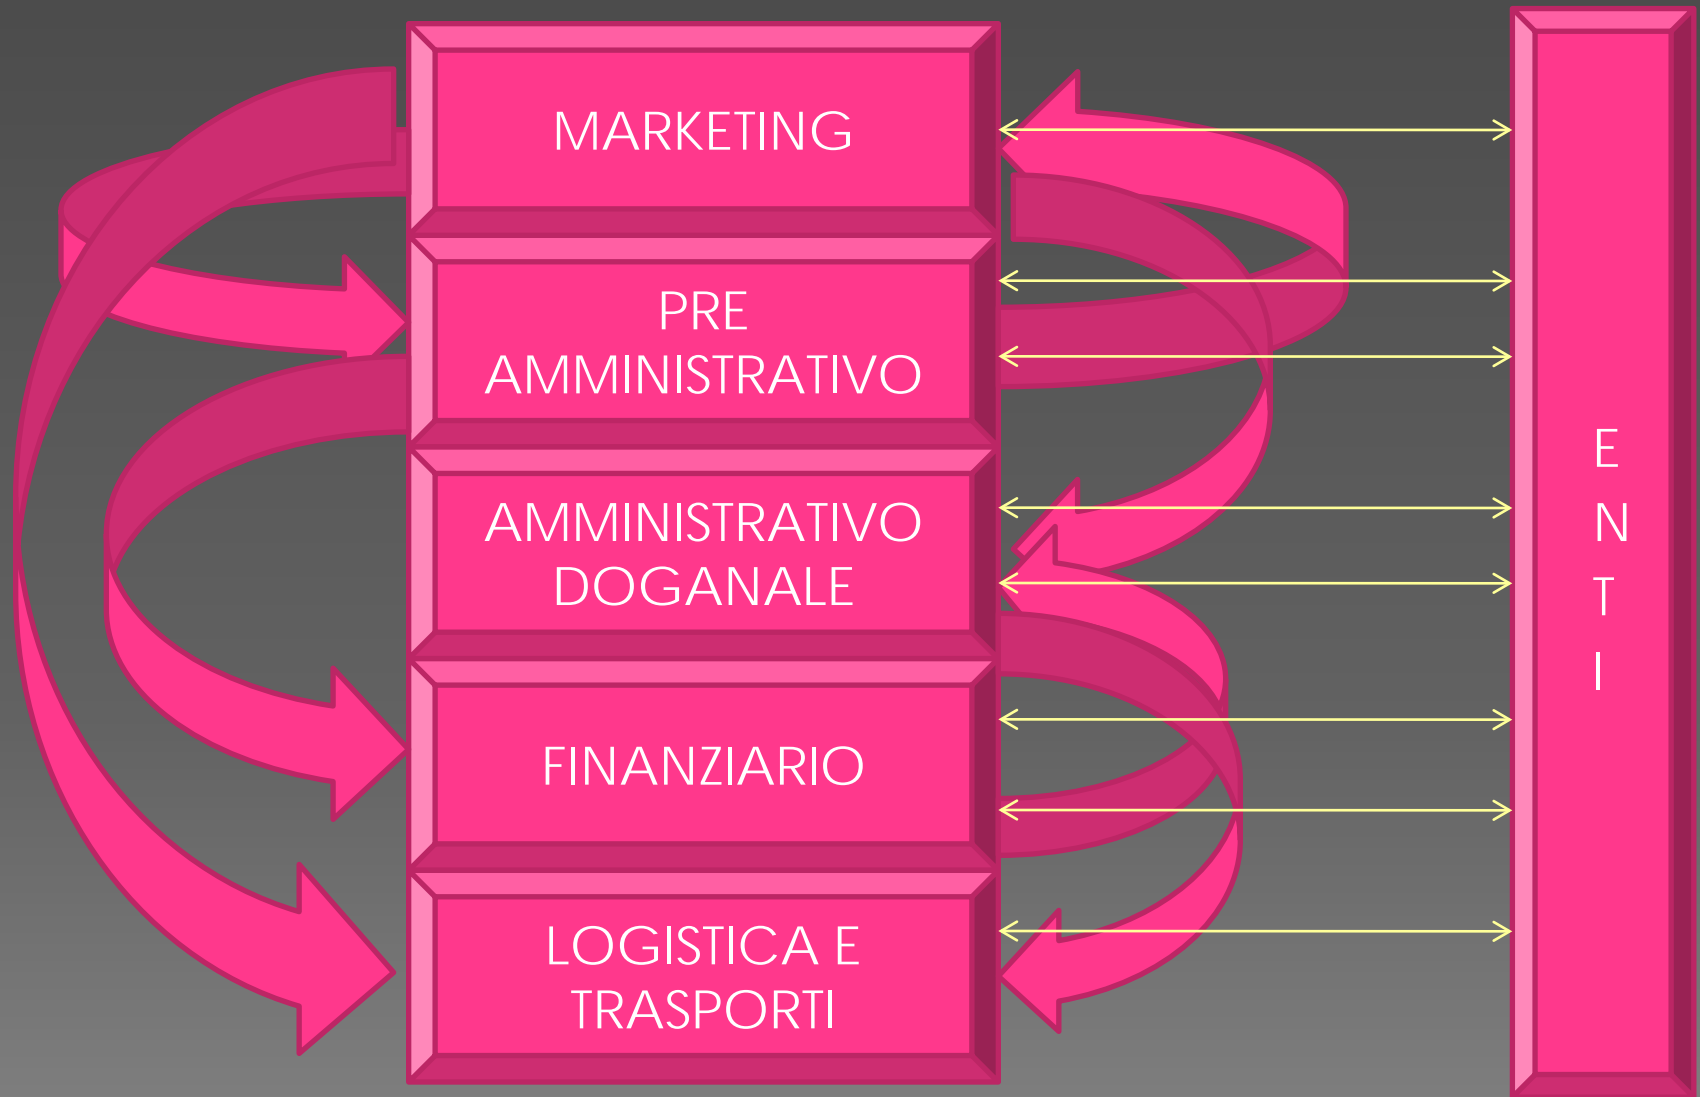 MARKETING
PRE
AMMINISTRATIVO
AMMINISTRATIVO
DOGANALE
FINANZIARIO
LOGISTICA E
TRASPORTI
E
N
T
I